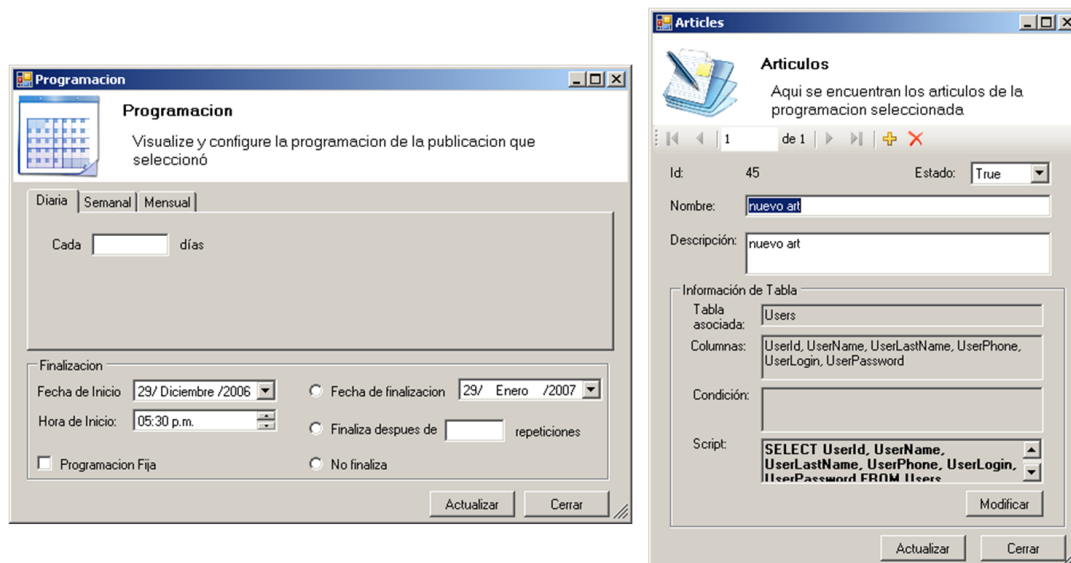 Programacion
Programacion
Visualize y configure la programacion de la publicacion que
seleccionó
Diaria Semanal Mensual
Cada días
Finalizacion
Fecha de Inicio 29/ Diciembre /2006 Fecha de finalizacion 29/ Enero /2007
Hora de Inicio: 05:30 p.m. Finaliza despues de repeticiones
Programacion Fija No finaliza
Actualizar Cerrar
Articles
Articulos
Aqui se encuentran los articulos de la
programacion seleccionada
1 de 1
Id: 45 Estado: True
Nombre: nuevo art
Descripción: nuevo art
Información de Tabla
Tabla
asociada: Users
Columnas: UserId, UserName, UserLastName, UserPhone,
UserLogin, UserPassword
Condición:
Script: SELECT UserId, UserName,
UserLastName, UserPhone, UserLogin,
UserPassword FROM Users
Modificar
Actualizar Cerrar